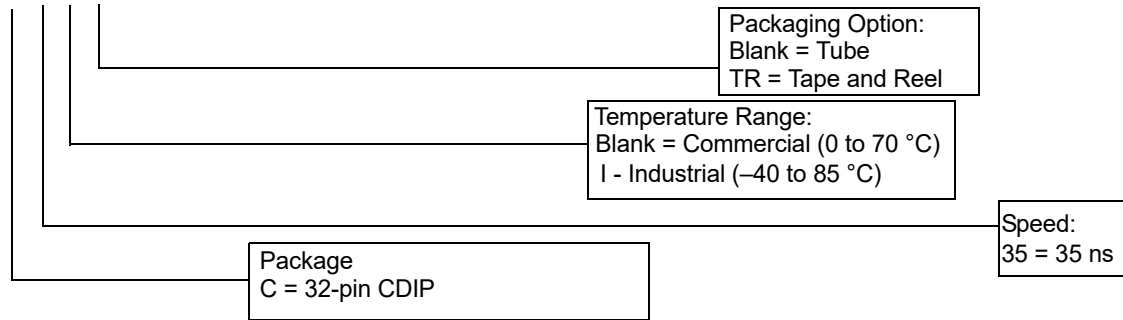 Packaging Option:
Blank = Tube
TR = Tape and Reel
Temperature Range:
Blank = Commercial (0 to 70 °C)
I - Industrial (–40 to 85 °C)
Speed:
35 = 35 ns
Package
C = 32-pin CDIP